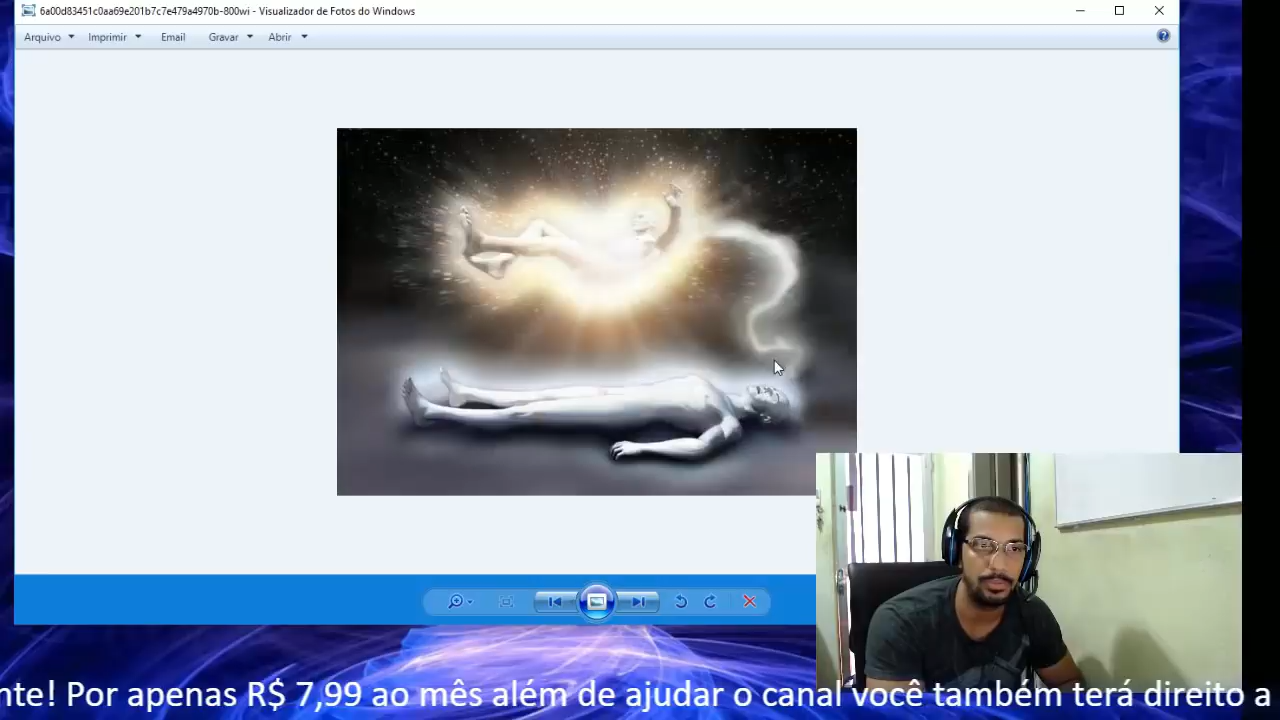 6a00d83451c0aa69e201b7c7e479a4970b-800wi - Visualizador de Fotos do Windows
Arquivo Imprimir Email Gravar Abrir
nte! Por apenas R$ 7,99 ao mês além de ajudar o canal você também terá direito a